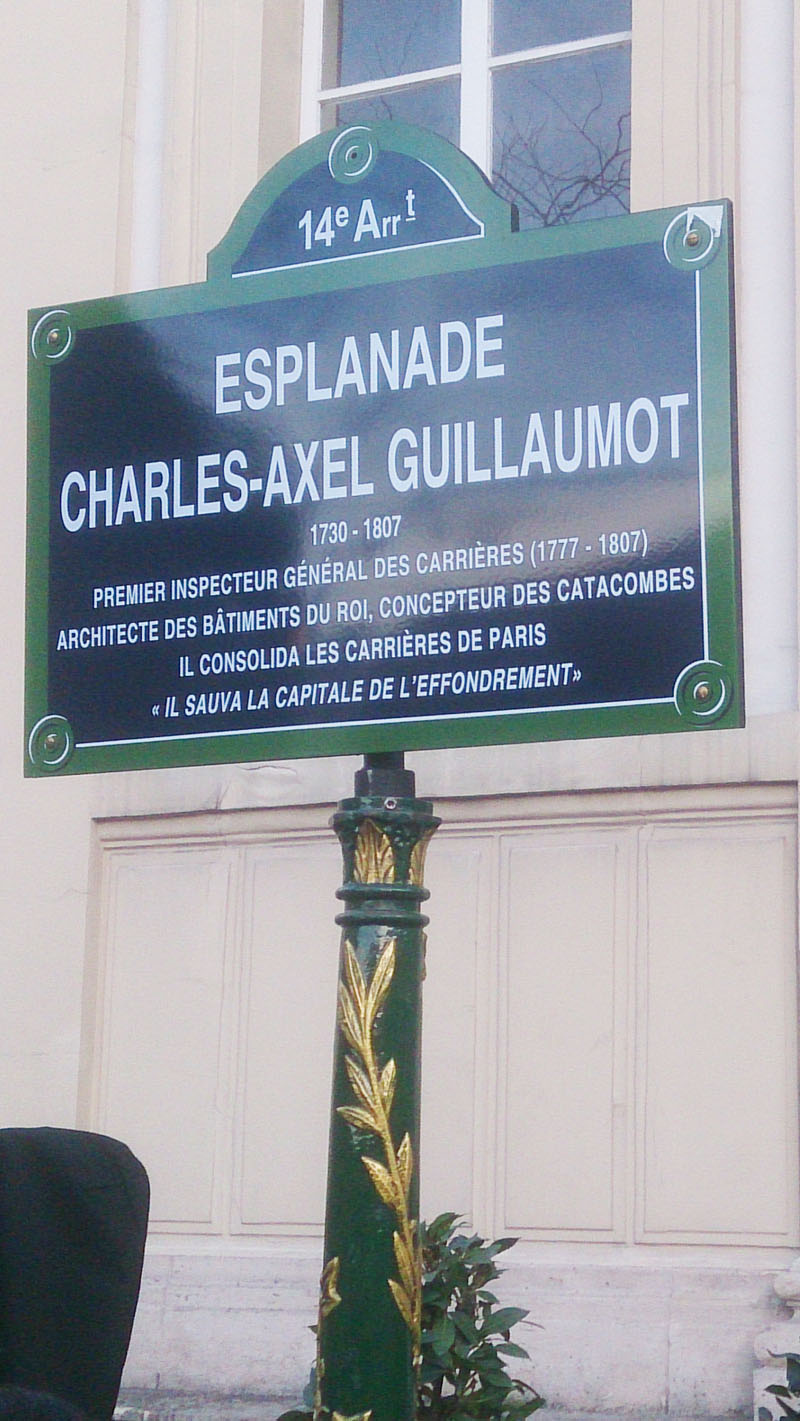 14e Arrt
ESPLANADE
CHARLES-AXEL GUILLAUMOT
1730 - 1807
PREMIER INSPECTEUR GÉNÉRAL DES CARRIÈRES (1777 - 1807)
ARCHITECTE DES BÂTIMENTS DU ROI, CONCEPTEUR DES CATACOMBES
IL CONSOLIDA LES CARRIÈRES DE PARIS
« IL SAUVA LA CAPITALE DE L'EFFONDREMENT»